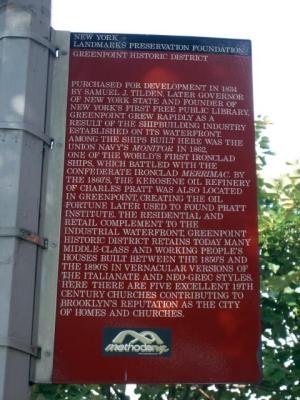 NEW YORK
LANDMARKS PRESERVATION FOUNDATION
GREENPOINT HISTORIC DISTRICT
PURCHASED FOR DEVELOPMENT IN 1834
BY SAMUEL J. TILDEN, LATER GOVERNOR
OF NEW YORK STATE AND FOUNDER OF
NEW YORK'S FIRST FREE PUBLIC LIBRARY,
GREENPOINT GREW RAPIDLY AS A
RESULT OF THE SHIPBUILDING INDUSTRY
ESTABLISHED ON ITS WATERFRONT.
AMONG THE SHIPS BUILT HERE WAS THE
UNION NAVY'S MONITOR IN 1862,
ONE OF THE WORLD'S FIRST IRONCLAD
SHIPS, WHICH BATTLED WITH THE
CONFEDERATE IRONCLAD MERRIMAC. BY
THE 1860'S, THE KEROSENE OIL REFINERY
OF CHARLES PRATT WAS ALSO LOCATED
IN GREENPOINT, CREATING THE OIL
FORTUNE LATER USED TO FOUND PRATT
INSTITUTE. THE RESIDENTIAL AND
RETAIL COMPLEMENT TO THE
INDUSTRIAL WATERFRONT, GREENPOINT
HISTORIC DISTRICT RETAINS TODAY MANY
MIDDLE-CLASS AND WORKING PEOPLE'S
HOUSES BUILT BETWEEN THE 1850'S AND
THE 1890'S IN VERNACULAR VERSIONS OF
THE ITALIANATE AND NEO-GREC STYLES.
HERE THERE ARE FIVE EXCELLENT 19TH
CENTURY CHURCHES CONTRIBUTING TO
BROOKLYN'S REPUTATION AS THE CITY
OF HOMES AND CHURCHES.